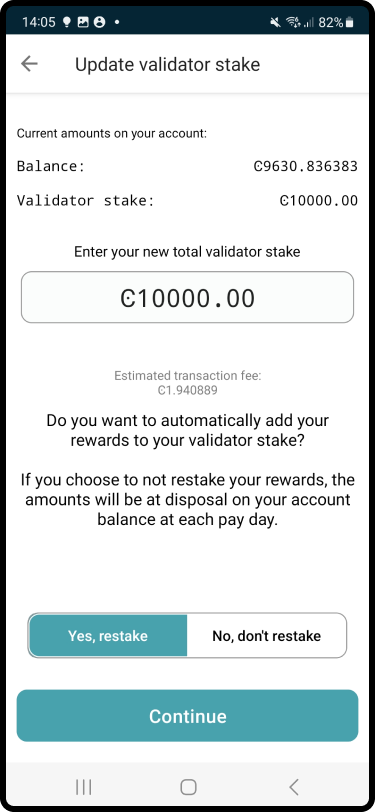 14:05 82%
Update validator stake
Current amounts on your account:
Balance: Ͼ9630.836383
Validator stake: Ͼ10000.00
Enter your new total validator stake
Ͼ10000.00
Estimated transaction fee:
Ͼ1.940889
Do you want to automatically add your
rewards to your validator stake?
If you choose to not restake your rewards, the
amounts will be at disposal on your account
balance at each pay day.
Yes, restake No, don't restake
Continue